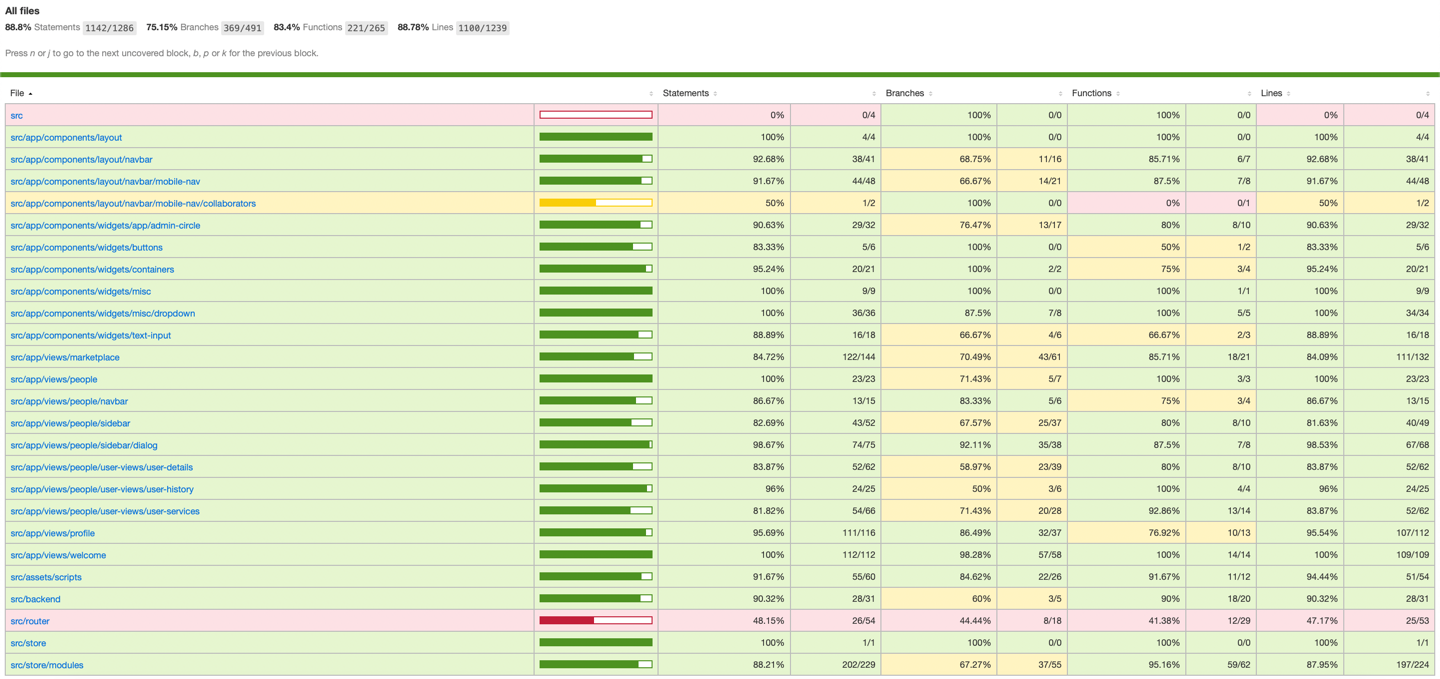 All files
88.8% Statements 1142/1286 75.15% Branches 369/491 83.4% Functions 221/265 88.78% Lines 1100/1239
Press n or j to go to the next uncovered block, b, p or k for the previous block.
File Statements Branches Functions Lines
src 0% 0/4 100% 0/0 100% 0/0 0% 0/4
src/app/components/layout 100% 4/4 100% 0/0 100% 0/0 100% 4/4
src/app/components/layout/navbar 92.68% 38/41 68.75% 11/16 85.71% 6/7 92.68% 38/41
src/app/components/layout/navbar/mobile-nav 91.67% 44/48 66.67% 14/21 87.5% 7/8 91.67% 44/48
src/app/components/layout/navbar/mobile-nav/collaborators 50% 1/2 100% 0/0 0% 0/1 50% 1/2
src/app/components/widgets/app/admin-circle 90.63% 29/32 76.47% 13/17 80% 8/10 90.63% 29/32
src/app/components/widgets/buttons 83.33% 5/6 100% 0/0 50% 1/2 83.33% 5/6
src/app/components/widgets/containers 95.24% 20/21 100% 2/2 75% 3/4 95.24% 20/21
src/app/components/widgets/misc 100% 9/9 100% 0/0 100% 1/1 100% 9/9
src/app/components/widgets/misc/dropdown 100% 36/36 87.5% 7/8 100% 5/5 100% 34/34
src/app/components/widgets/text-input 88.89% 16/18 66.67% 4/6 66.67% 2/3 88.89% 16/18
src/app/views/marketplace 84.72% 122/144 70.49% 43/61 85.71% 18/21 84.09% 111/132
src/app/views/people 100% 23/23 71.43% 5/7 100% 3/3 100% 23/23
src/app/views/people/navbar 86.67% 13/15 83.33% 5/6 75% 3/4 86.67% 13/15
src/app/views/people/sidebar 82.69% 43/52 67.57% 25/37 80% 8/10 81.63% 40/49
src/app/views/people/sidebar/dialog 98.67% 74/75 92.11% 35/38 87.5% 7/8 98.53% 67/68
src/app/views/people/user-views/user-details 83.87% 52/62 58.97% 23/39 80% 8/10 83.87% 52/62
src/app/views/people/user-views/user-history 96% 24/25 50% 3/6 100% 4/4 96% 24/25
src/app/views/people/user-views/user-services 81.82% 54/66 71.43% 20/28 92.86% 13/14 83.87% 52/62
src/app/views/profile 95.69% 111/116 86.49% 32/37 76.92% 10/13 95.54% 107/112
src/app/views/welcome 100% 112/112 98.28% 57/58 100% 14/14 100% 109/109
src/assets/scripts 91.67% 55/60 84.62% 22/26 91.67% 11/12 94.44% 51/54
src/backend 90.32% 28/31 60% 3/5 90% 18/20 90.32% 28/31
src/router 48.15% 26/54 44.44% 8/18 41.38% 12/29 47.17% 25/53
src/store 100% 1/1 100% 0/0 100% 0/0 100% 1/1
src/store/modules 88.21% 202/229 67.27% 37/55 95.16% 59/62 87.95% 197/224